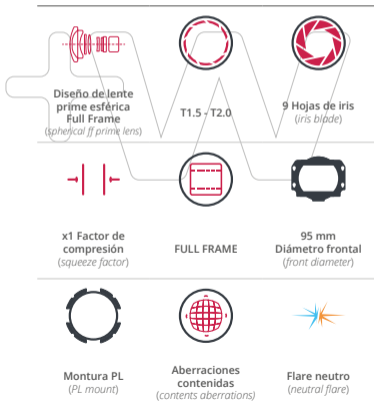 Diseño de lente
prime esférica
Full Frame
(spherical ff prime lens)
T1.5 - T2.0
9 Hojas de iris
(iris blade)
x1 Factor de
compresión
(squeeze factor)
FULL FRAME
95 mm
Diámetro frontal
(front diameter)
Montura PL
(PL mount)
Aberraciones
contenidas
(contents aberrations)
Flare neutro
(neutral flare)